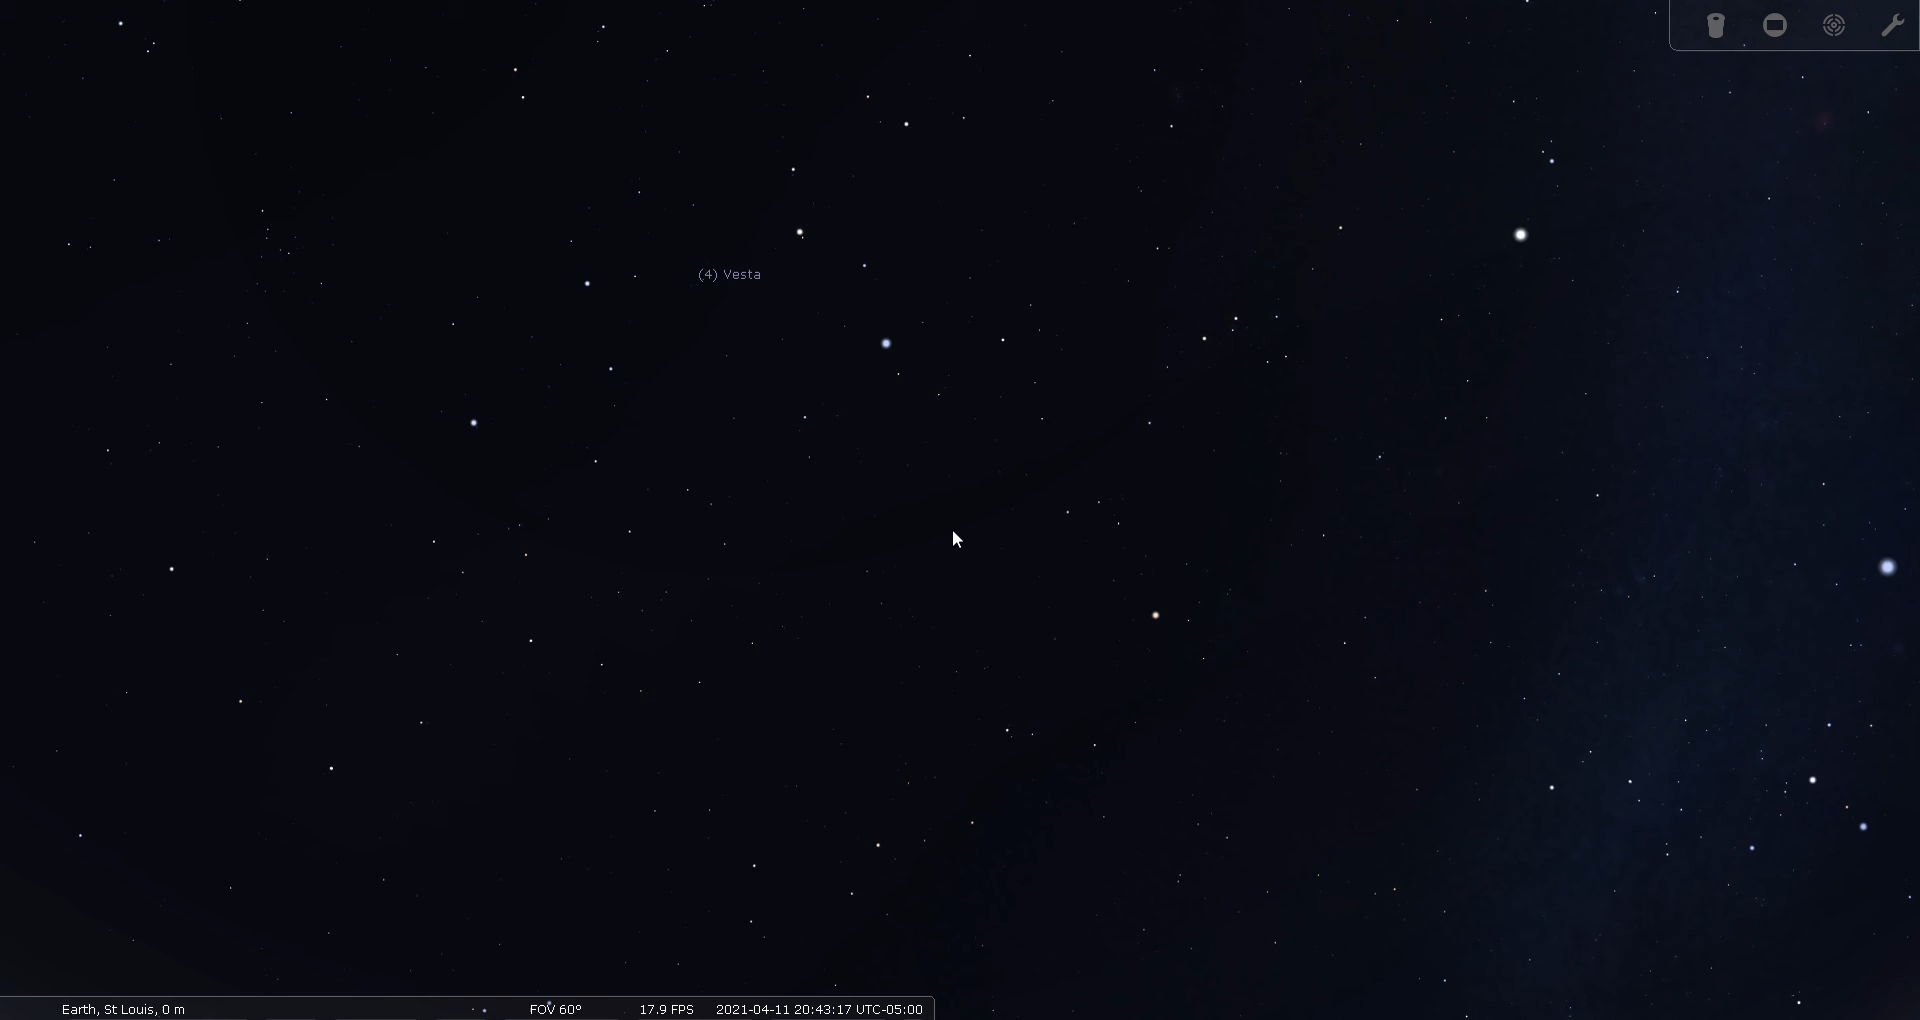 (4) Vesta
Earth, St Louis, 0 m FOV 60° 17.9 FPS 2021-04-11 20:43:17 UTC-05:00